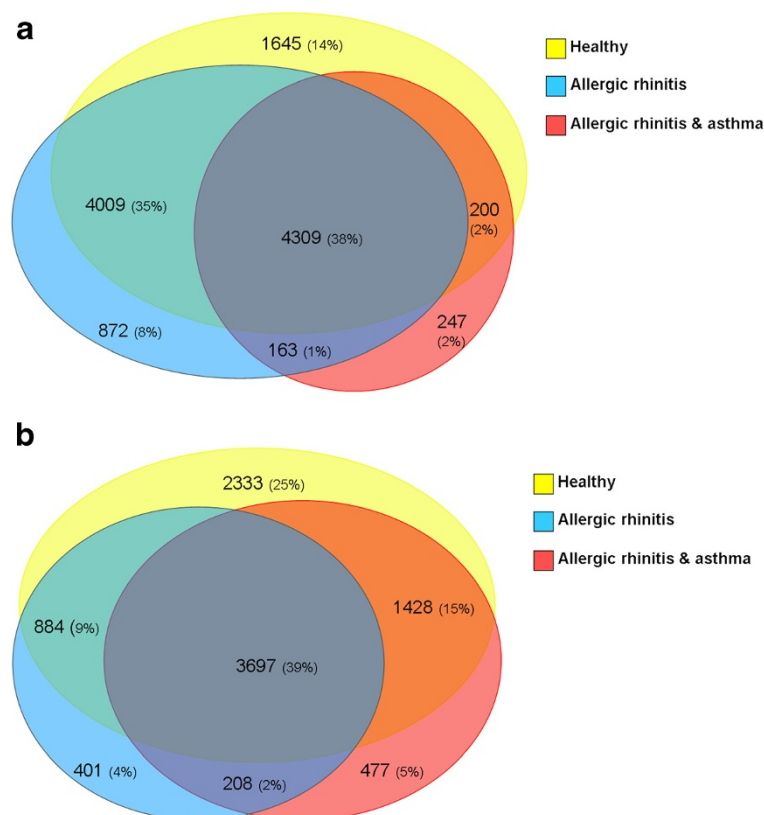 a
1645 (14%)
Healthy
Allergic rhinitis
Allergic rhinitis & asthma
4009 (35%)
200
(2%)
4309 (38%)
872 (8%)
163 (1%)
247
(2%)
b
2333 (25%)
Healthy
Allergic rhinitis
Allergic rhinitis & asthma
884 (9%)
1428 (15%)
3697 (39%)
401 (4%)
208 (2%)
477 (5%)